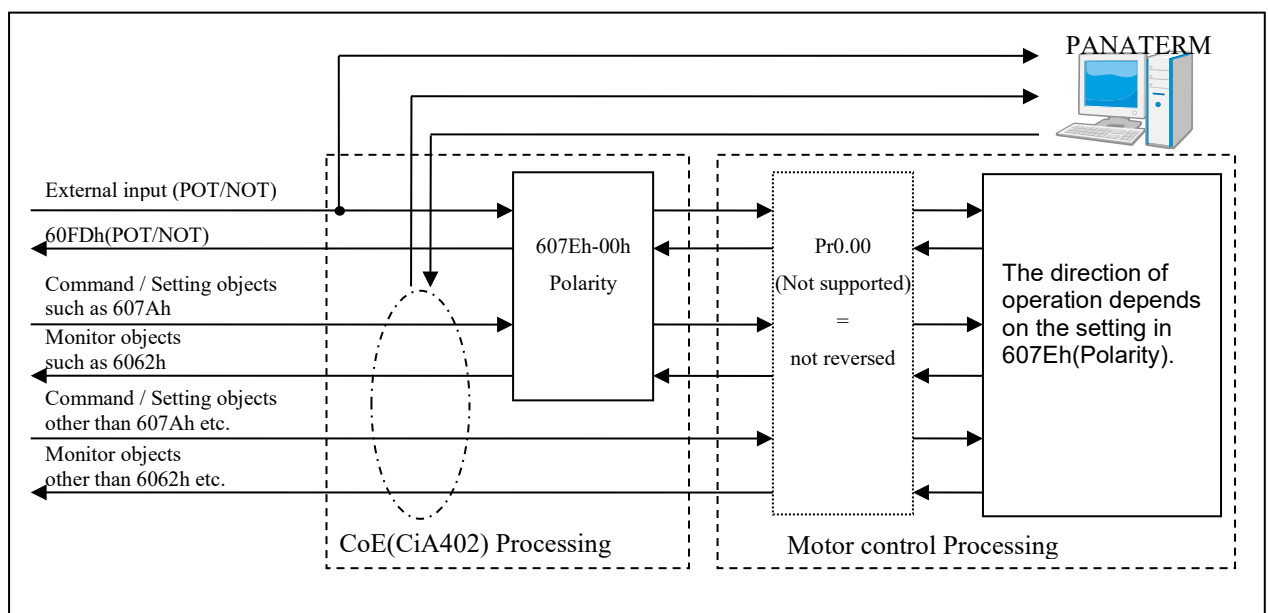 PANATERM
External input (POT/NOT)
60FDh(POT/NOT)
Command / Setting objects
such as 607Ah
Monitor objects
such as 6062h
Command / Setting objects
other than 607Ah etc.
Monitor objects
other than 6062h etc.
607Eh-00h
Polarity
Pr0.00
(Not supported)
=
not reversed
The direction of
operation depends
on the setting in
607Eh(Polarity).
CoE(CiA402) Processing
Motor control Processing